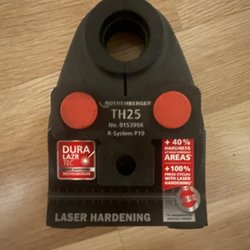 ROTHENBERGER
TH25
No. 015399X
R-System P19
DURA
LAZR
TEC
ROTHENBERGER
+ 40%
HARDNESS
AREAS*
+ 100%
PRESS CYCLES
WITH LASER
HARDENING*
LASER HARDENING